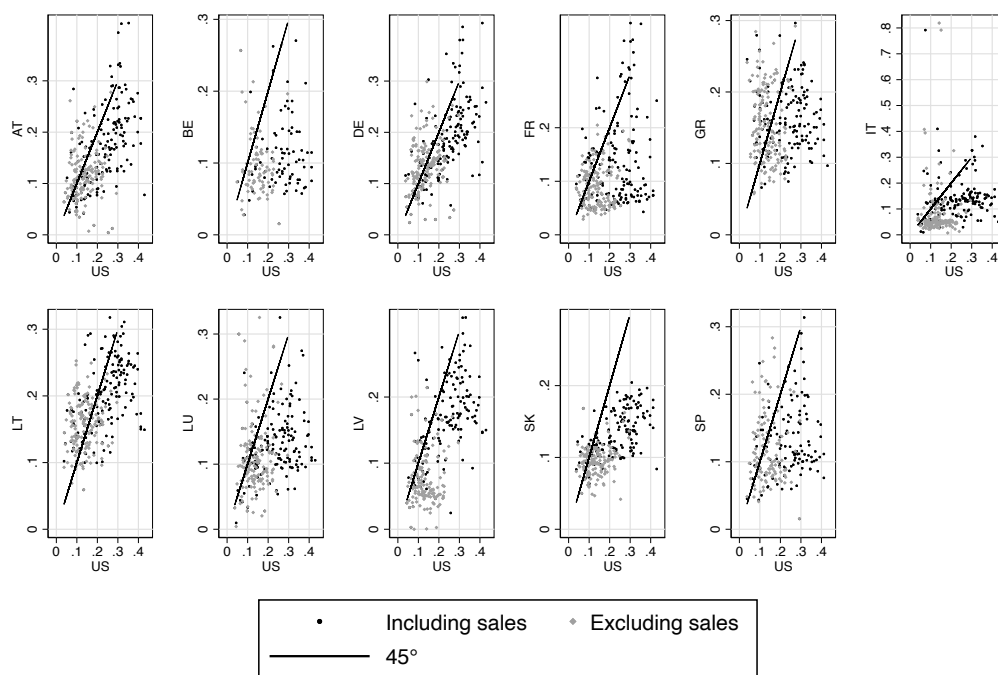 AT
0 .1 .2 .3
0 .1 .2 .3 .4
US
BE
0 .1 .2 .3
0 .1 .2 .3 .4
US
DE
0 .1 .2 .3
0 .1 .2 .3 .4
US
FR
0 .1 .2
0 .1 .2 .3 .4
US
GR
0 .1 .2 .3
0 .1 .2 .3 .4
US
IT
0 .1 .2 .3 .4 .5 .6 .7 .8
0 .1 .2 .3 .4
US
LT
0 .1 .2 .3
0 .1 .2 .3 .4
US
LU
0 .1 .2 .3
0 .1 .2 .3 .4
US
LV
0 .1 .2 .3
0 .1 .2 .3 .4
US
SK
0 .1 .2
0 .1 .2 .3 .4
US
SP
0 .1 .2 .3
0 .1 .2 .3 .4
US
Including sales Excluding sales
45°